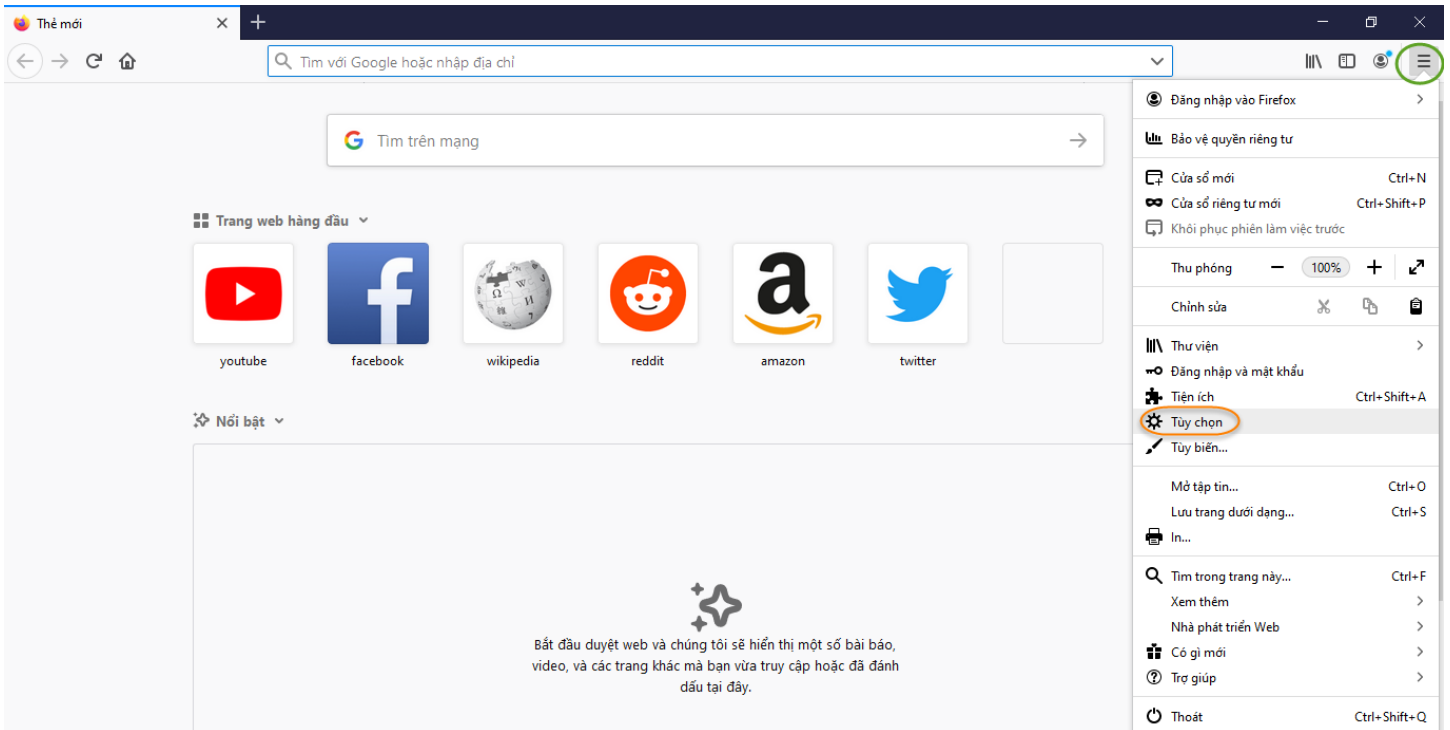 Thẻ mới
Tìm với Google hoặc nhập địa chỉ
Tìm trên mạng
Trang web hàng đầu
youtube
facebook
wikipedia
reddit
amazon
twitter
Nổi bật
Bắt đầu duyệt web và chúng tôi sẽ hiển thị một số bài báo,
video, và các trang khác mà bạn vừa truy cập hoặc đã đánh
dấu tại đây.
Đăng nhập vào Firefox
Bảo vệ quyền riêng tư
Cửa sổ mới Ctrl+N
Cửa sổ riêng tư mới Ctrl+Shift+P
Khôi phục phiên làm việc trước
Thu phóng 100%
Chỉnh sửa
Thư viện
Đăng nhập và mật khẩu
Tiện ích Ctrl+Shift+A
Tùy chọn
Tùy biến...
Mở tập tin... Ctrl+O
Lưu trang dưới dạng... Ctrl+S
In...
Tìm trong trang này... Ctrl+F
Xem thêm
Nhà phát triển Web
Có gì mới
Trợ giúp
Thoát Ctrl+Shift+Q